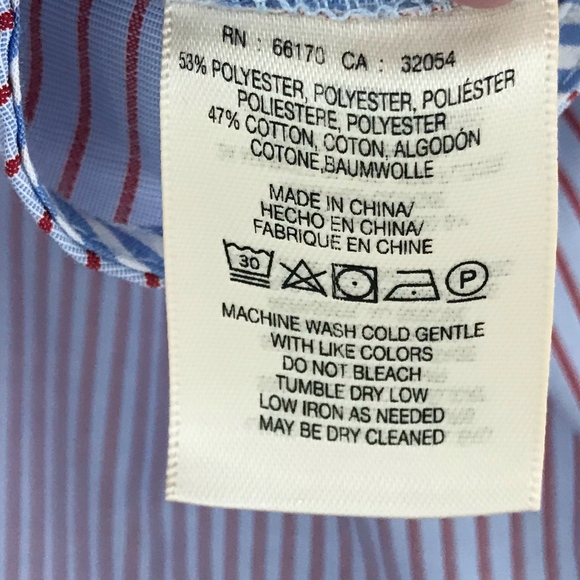 RN : 66170 CA : 32054
53% POLYESTER, POLYESTER, POLIÉSTER
POLIESTERE, POLYESTER
47% COTTON, COTON, ALGODÓN
COTONE,BAUMWOLLE
MADE IN CHINA/
HECHO EN CHINA/
FABRIQUE EN CHINE
30 P
MACHINE WASH COLD GENTLE
WITH LIKE COLORS
DO NOT BLEACH
TUMBLE DRY LOW
LOW IRON AS NEEDED
MAY BE DRY CLEANED